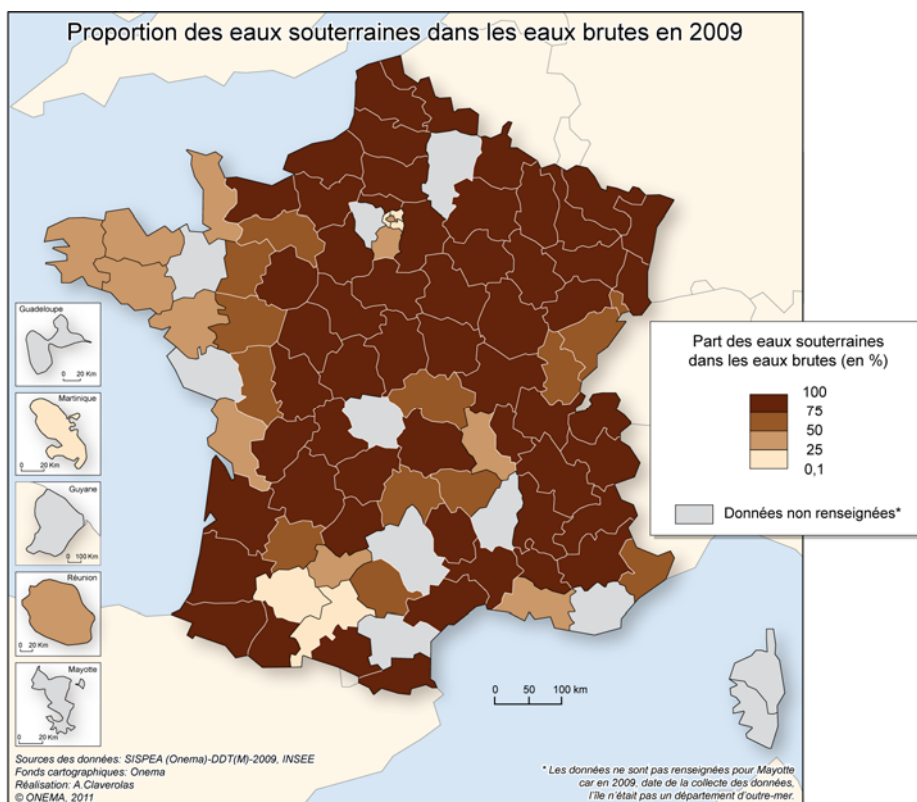 Proportion des eaux souterraines dans les eaux brutes en 2009
Guadeloupe
0 20 Km
Martinique
0 20 Km
Guyane
0 100 Km
Réunion
0 20 Km
Mayotte
0 20 Km
Part des eaux souterraines
dans les eaux brutes (en %)
100
75
50
25
0,1
Données non renseignées*
0 50 100 km
Sources des données: SISPEA (Onema)-DDT(M)-2009, INSEE
Fonds cartographiques: Onema
Réalisation: A.Claverolas
© ONEMA, 2011
* Les données ne sont pas renseignées pour Mayotte
car en 2009, date de la collecte des données,
l'île n'était pas un département d'outre-mer.